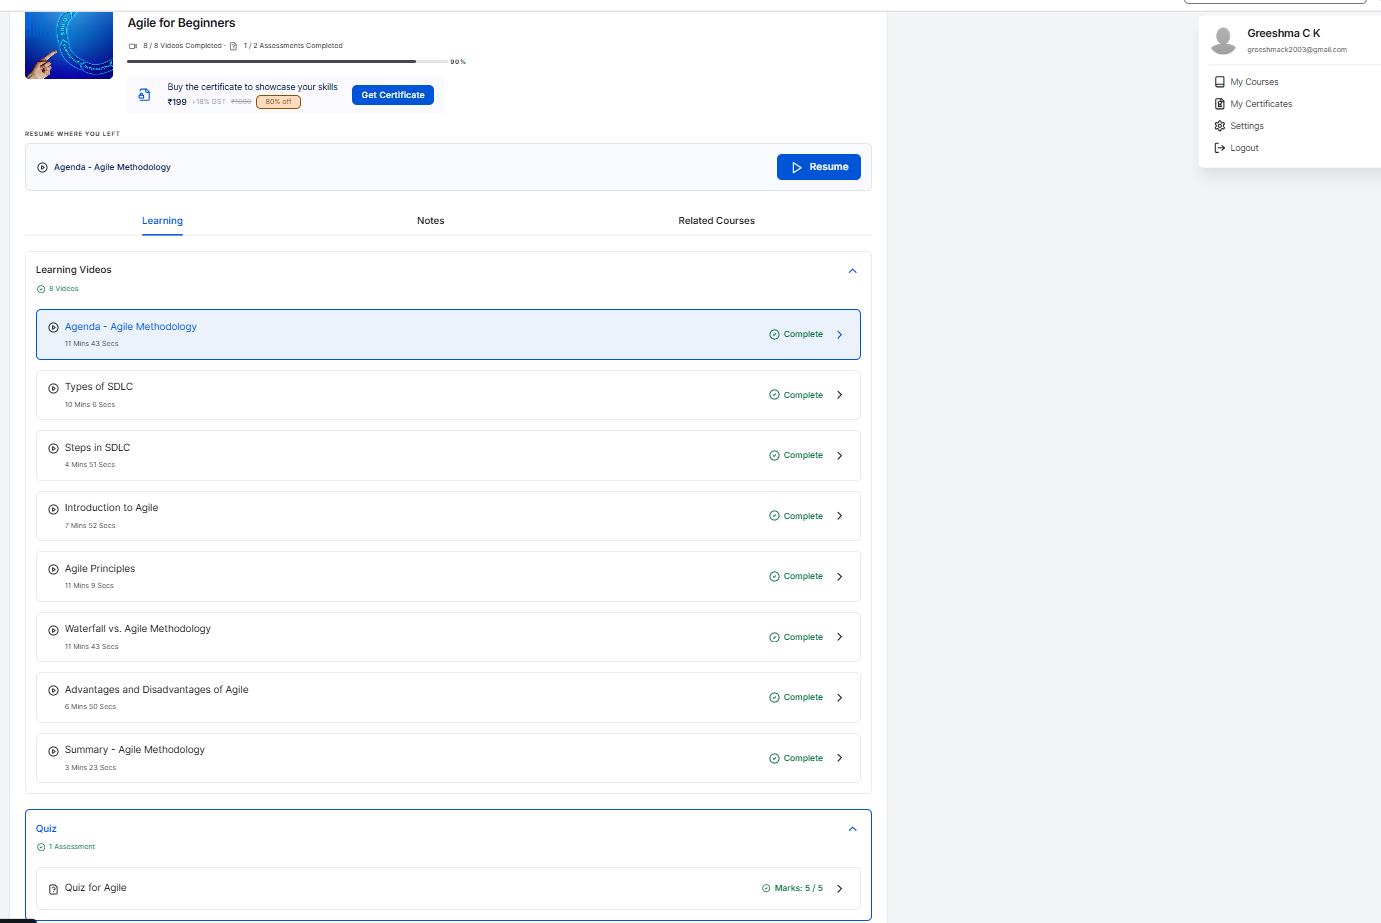 Agile for Beginners
8 / 8 Videos Completed · 1 / 2 Assessments Completed
90%
Buy the certificate to showcase your skills
₹199 +18% GST ₹1000 80% off
Get Certificate
RESUME WHERE YOU LEFT
Agenda - Agile Methodology
Resume
Learning Notes Related Courses
Learning Videos
8 Videos
Agenda - Agile Methodology
11 Mins 43 Secs
Complete
Types of SDLC
10 Mins 6 Secs
Complete
Steps in SDLC
4 Mins 51 Secs
Complete
Introduction to Agile
7 Mins 52 Secs
Complete
Agile Principles
11 Mins 9 Secs
Complete
Waterfall vs. Agile Methodology
11 Mins 43 Secs
Complete
Advantages and Disadvantages of Agile
6 Mins 50 Secs
Complete
Summary - Agile Methodology
3 Mins 23 Secs
Complete
Quiz
1 Assessment
Quiz for Agile
Marks: 5 / 5
Greeshma C K
greeshmack2003@gmail.com
My Courses
My Certificates
Settings
Logout